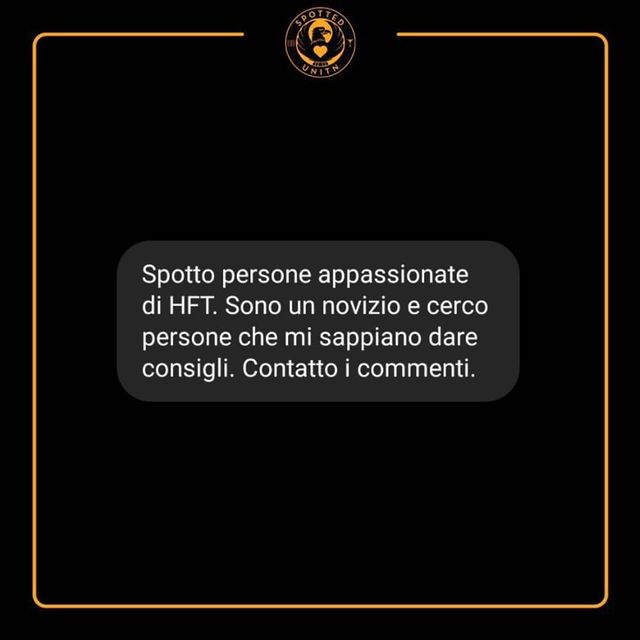 SPOTTED
UNITN
Spotto persone appassionate
di HFT. Sono un novizio e cerco
persone che mi sappiano dare
consigli. Contatto i commenti.